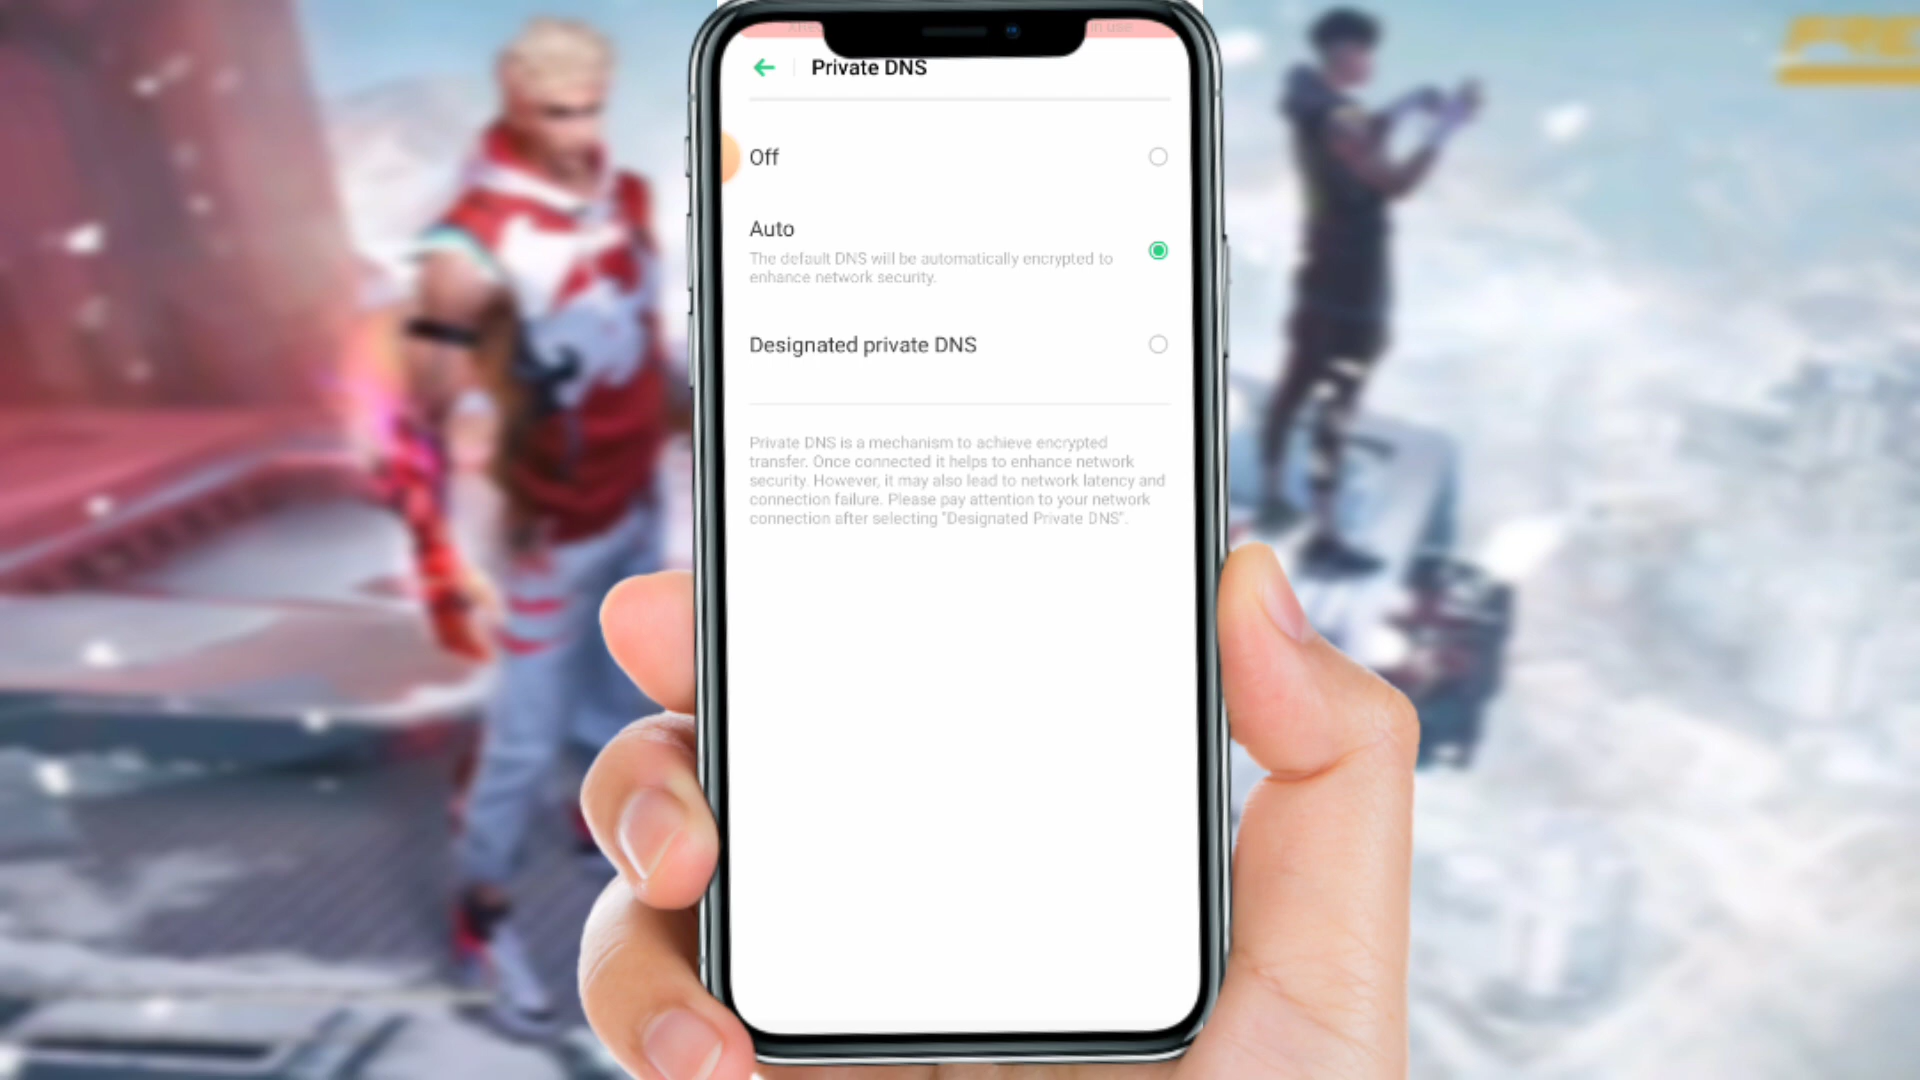 in use
Private DNS
Off
Auto
The default DNS will be automatically encrypted to
enhance network security.
Designated private DNS
Private DNS is a mechanism to achieve encrypted
transfer. Once connected it helps to enhance network
security. However, it may also lead to network latency and
connection failure. Please pay attention to your network
connection after selecting "Designated Private DNS".